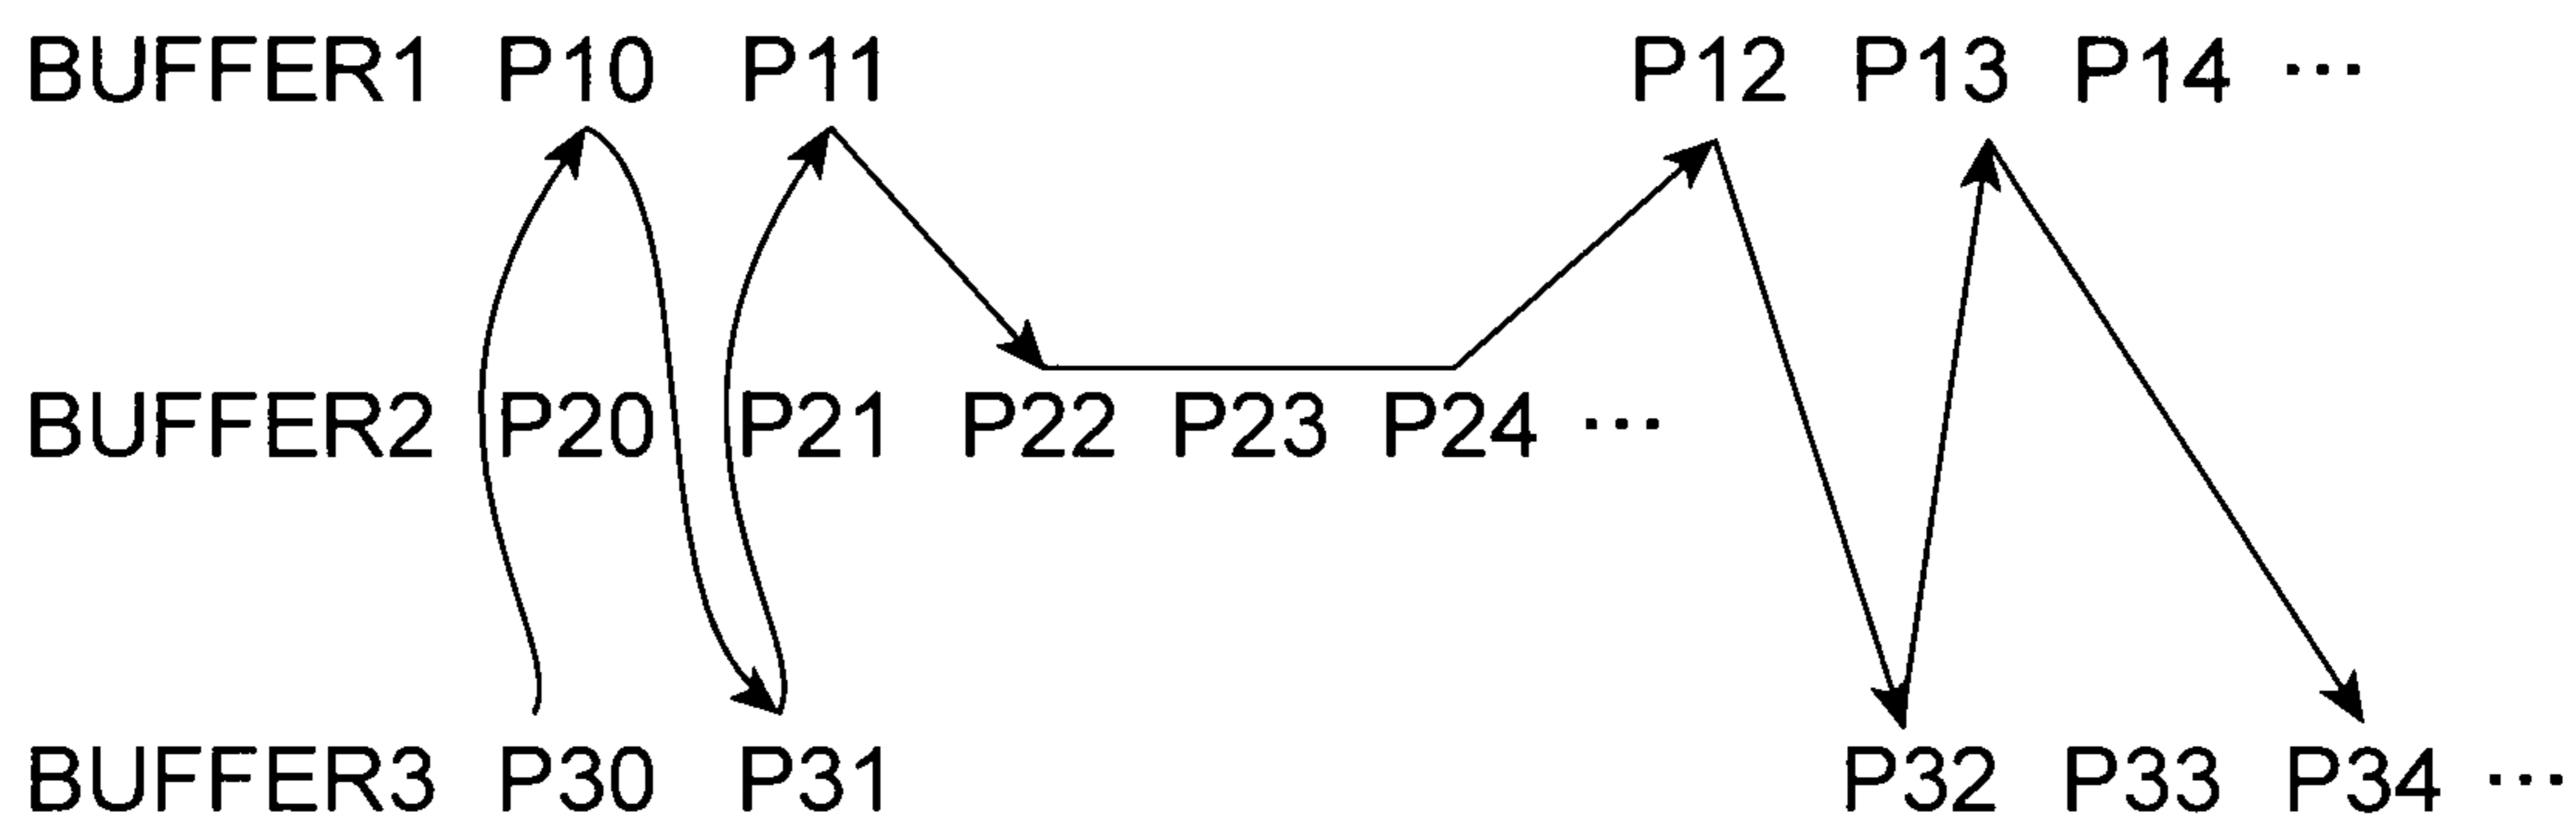 BUFFER1 P10 P11 P12 P13 P14 ...
BUFFER2 P20 P21 P22 P23 P24 ...
BUFFER3 P30 P31 P32 P33 P34 ...